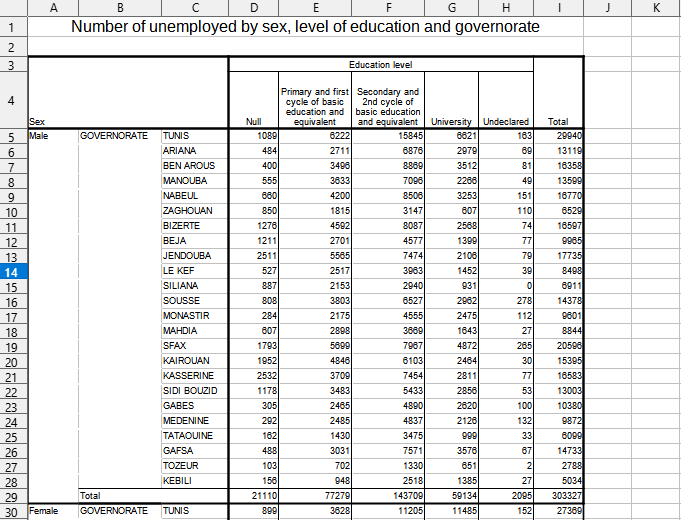 A B C D E F G H I J K
1 Number of unemployed by sex, level of education and governorate
2
3 Education level
4 Sex Null Primary and first cycle of basic education and equivalent Secondary and 2nd cycle of basic education and equivalent University Undeclared Total
5 Male GOVERNORATE TUNIS 1089 6222 15845 6621 163 29940
6 ARIANA 484 2711 6876 2979 69 13119
7 BEN AROUS 400 3496 8869 3512 81 16358
8 MANOUBA 555 3633 7096 2266 49 13599
9 NABEUL 660 4200 8506 3253 151 16770
10 ZAGHOUAN 850 1815 3147 607 110 6529
11 BIZERTE 1276 4592 8087 2568 74 16597
12 BEJA 1211 2701 4577 1399 77 9965
13 JENDOUBA 2511 5565 7474 2106 79 17735
14 LE KEF 527 2517 3963 1452 39 8498
15 SILIANA 887 2153 2940 931 0 6911
16 SOUSSE 808 3803 6527 2962 278 14378
17 MONASTIR 284 2175 4555 2475 112 9601
18 MAHDIA 607 2898 3669 1643 27 8844
19 SFAX 1793 5699 7967 4872 265 20596
20 KAIROUAN 1952 4846 6103 2464 30 15395
21 KASSERINE 2532 3709 7454 2811 77 16583
22 SIDI BOUZID 1178 3483 5433 2856 53 13003
23 GABES 305 2465 4890 2620 100 10380
24 MEDENINE 292 2485 4837 2126 132 9872
25 TATAOUINE 162 1430 3475 999 33 6099
26 GAFSA 488 3031 7571 3576 67 14733
27 TOZEUR 103 702 1330 651 2 2788
28 KEBILI 156 948 2518 1385 27 5034
29 Total 21110 77279 143709 59134 2095 303327
30 Female GOVERNORATE TUNIS 899 3628 11205 11485 152 27369